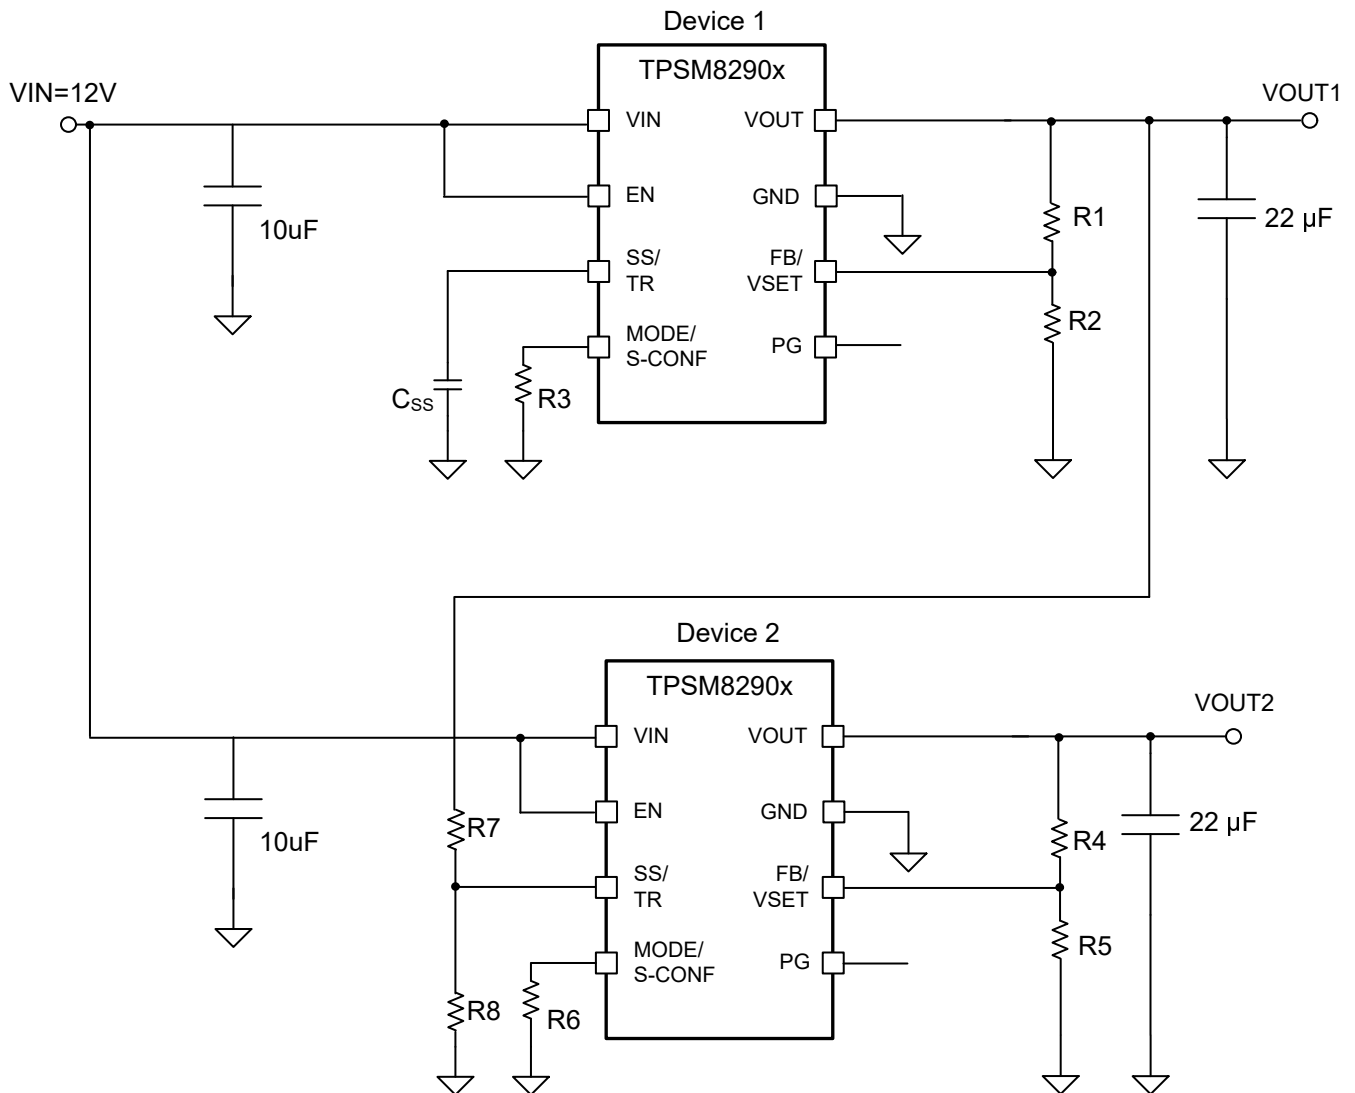 Device 1
TPSM8290x
VIN=12V
VOUT1
VIN
VOUT
EN
GND
10uF
R1
22 µF
SS/
TR
FB/
VSET
R2
MODE/
S-CONF
PG
CSS
R3
Device 2
TPSM8290x
VOUT2
VIN
VOUT
EN
GND
10uF
R7
R4
22 µF
SS/
TR
FB/
VSET
R5
MODE/
S-CONF
PG
R8
R6